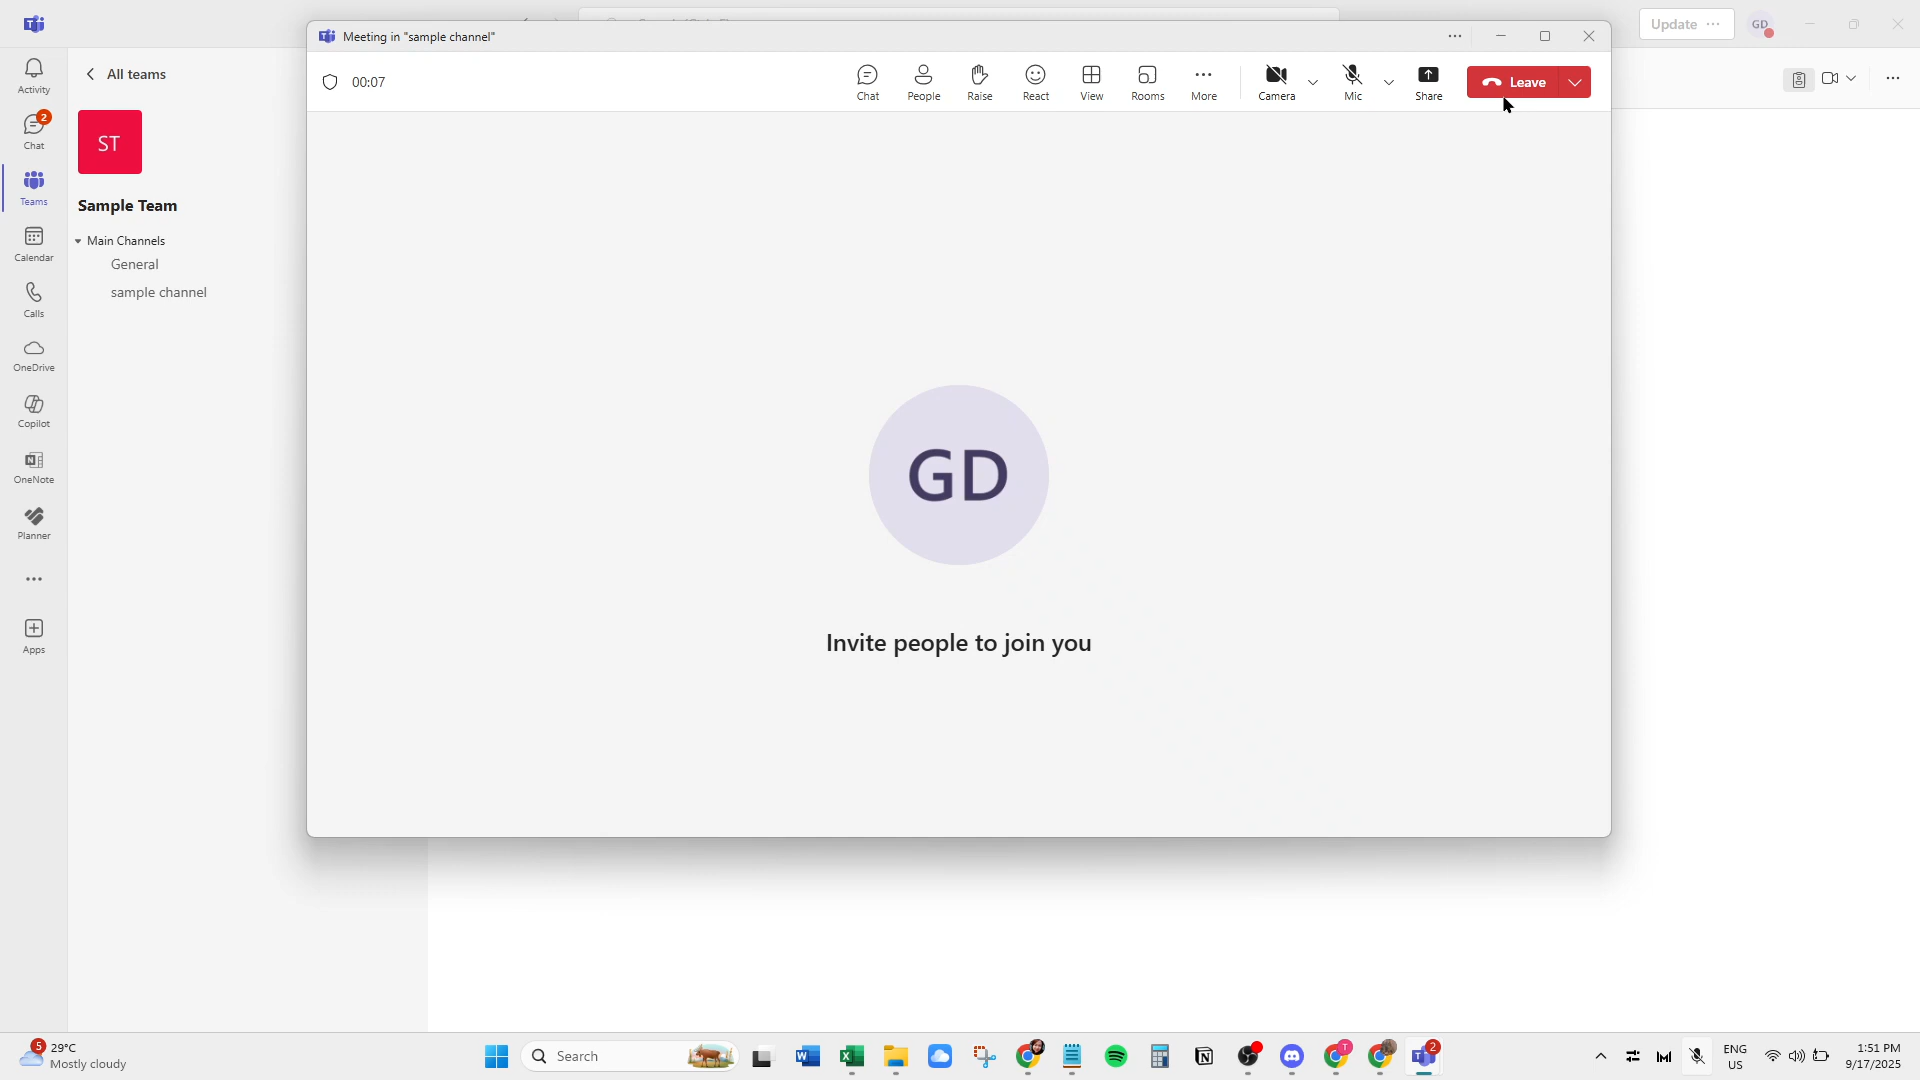 Update ···
GD
Meeting in "sample channel"
00:07
Chat
People
Raise
React
View
Rooms
More
Camera
Mic
Share
Leave
Activity
2
Chat
Teams
Calendar
Calls
OneDrive
Copilot
N
OneNote
Planner
Apps
All teams
ST
Sample Team
Main Channels
General
sample channel
GD
Invite people to join you
5
29°C
Mostly cloudy
Search
T
2
ENG
US
1:51 PM
9/17/2025